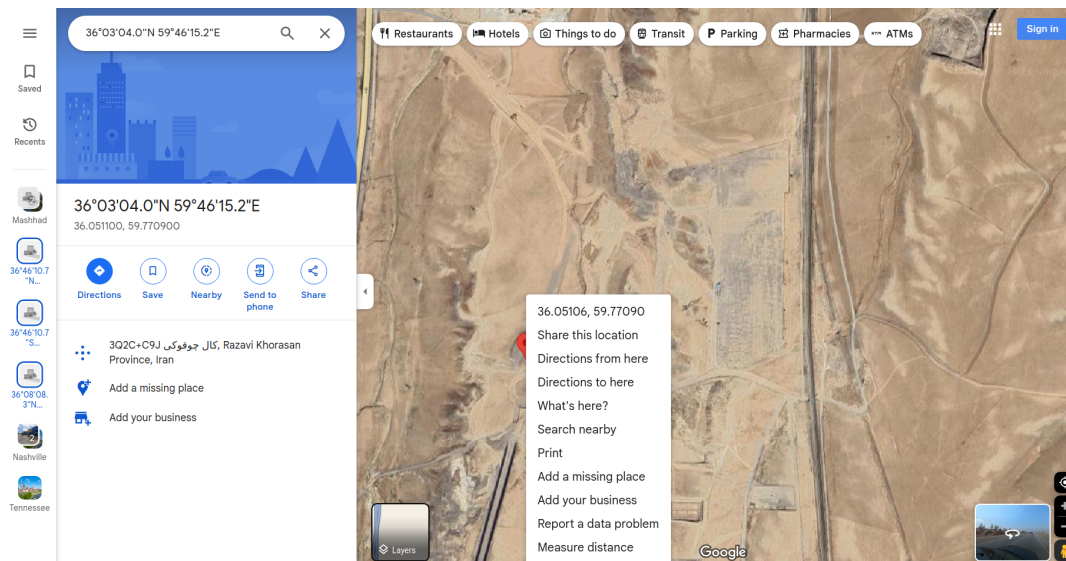 36°03'04.0"N 59°46'15.2"E
Restaurants
Hotels
Things to do
Transit
P Parking
Pharmacies
ATM ATMs
Sign in
Saved
Recents
Mashhad
36°46'10.7
"N...
36°46'10.7
"S...
36°08'08.
3"N...
2
Nashville
Tennessee
36°03'04.0"N 59°46'15.2"E
36.051100, 59.770900
Directions
Save
Nearby
Send to
phone
Share
3Q2C+C9J کال چوقوکی, Razavi Khorasan
Province, Iran
Add a missing place
Add your business
36.05106, 59.77090
Share this location
Directions from here
Directions to here
What's here?
Search nearby
Print
Add a missing place
Add your business
Report a data problem
Measure distance
Layers
Google